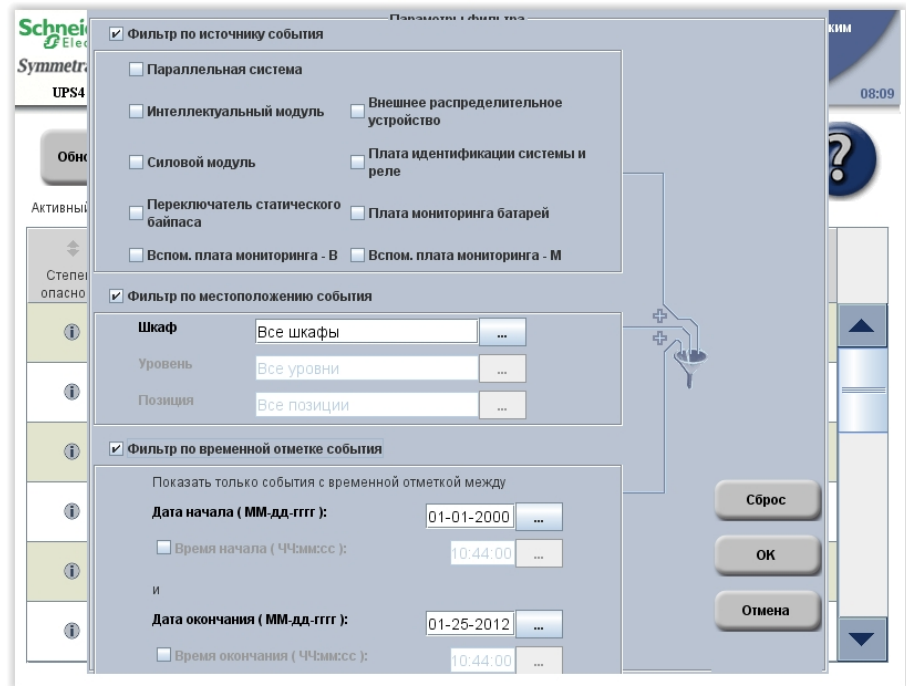 Параметры фильтра
Schnei
Elec
ким
Symmetra
UPS4
08:09
Фильтр по источнику события
Параллельная система
Интеллектуальный модуль
Внешнее распределительное
устройство
Силовой модуль
Плата идентификации системы и
реле
Переключатель статического
байпаса
Плата мониторинга батарей
Вспом. плата мониторинга - В
Вспом. плата мониторинга - М
Обно
?
Активный
Степе
опасно
Фильтр по местоположению события
Шкаф
Все шкафы
...
Уровень
Все уровни
...
Позиция
Все позиции
...
Фильтр по временной отметке события
Показать только события с временной отметкой между
Дата начала ( ММ-дд-гггг ):
01-01-2000
...
Время начала ( ЧЧ:мм:сс ):
10:44:00
...
и
Дата окончания ( ММ-дд-гггг ):
01-25-2012
...
Время окончания ( ЧЧ:мм:сс ):
10:44:00
...
Сброс
ОК
Отмена